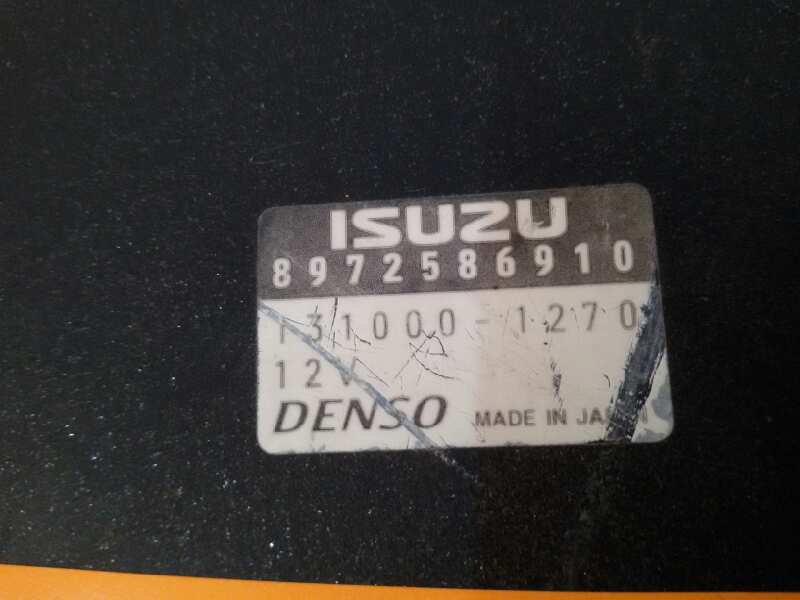 ISUZU
8972586910
131000-1270
12V
DENSO MADE IN JAPAN